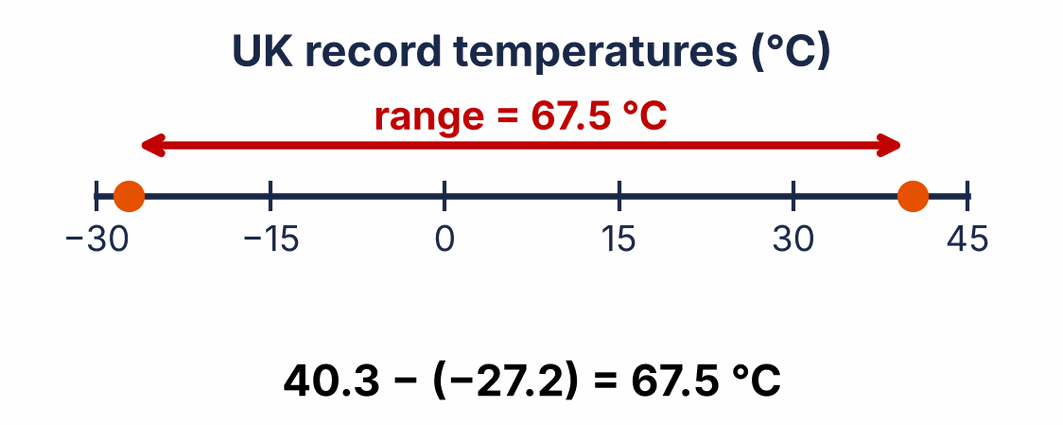 UK record temperatures (°C)
range = 67.5 °C
−30 −15 0 15 30 45
40.3 − (−27.2) = 67.5 °C